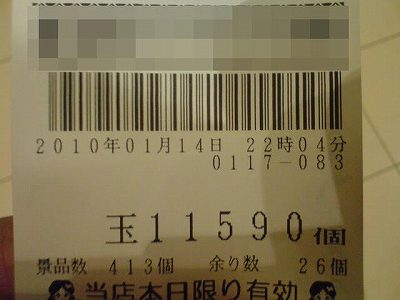 2010年01月14日 22時04分
0117-083
玉11590個
景品数 413個 余り数 26個
当店本日限り有効